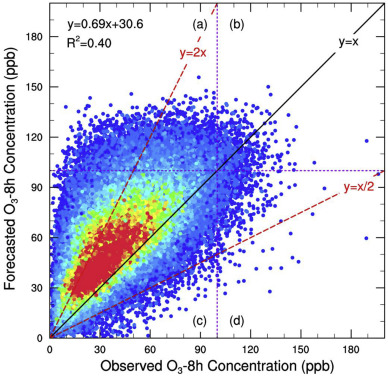 y=0.69x+30.6
R²=0.40
(a)
(b)
y=2x
y=x
y=x/2
(c)
(d)
Forecasted O₃-8h Concentration (ppb)
180
150
120
90
60
30
0
0
30
60
90
120
150
180
Observed O₃-8h Concentration (ppb)